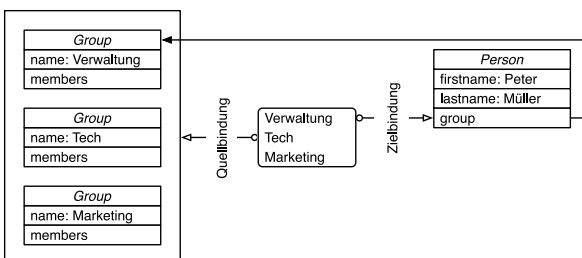 Group
name: Verwaltung
members
Group
name: Tech
members
Group
name: Marketing
members
Quellbindung
Verwaltung
Tech
Marketing
Zielbindung
Person
firstname: Peter
lastname: Müller
group